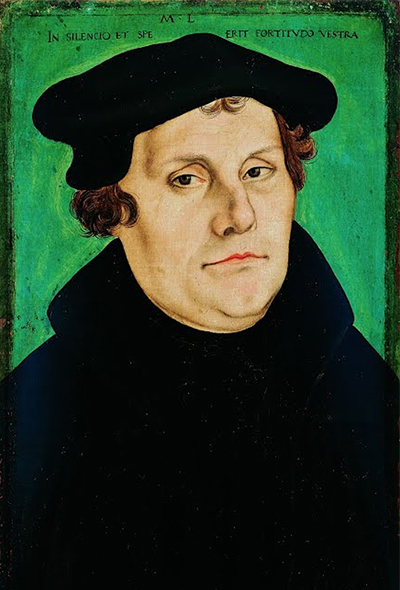 M · L
IN SILENCIO ET SPE ERIT FORTITVDO VESTRA